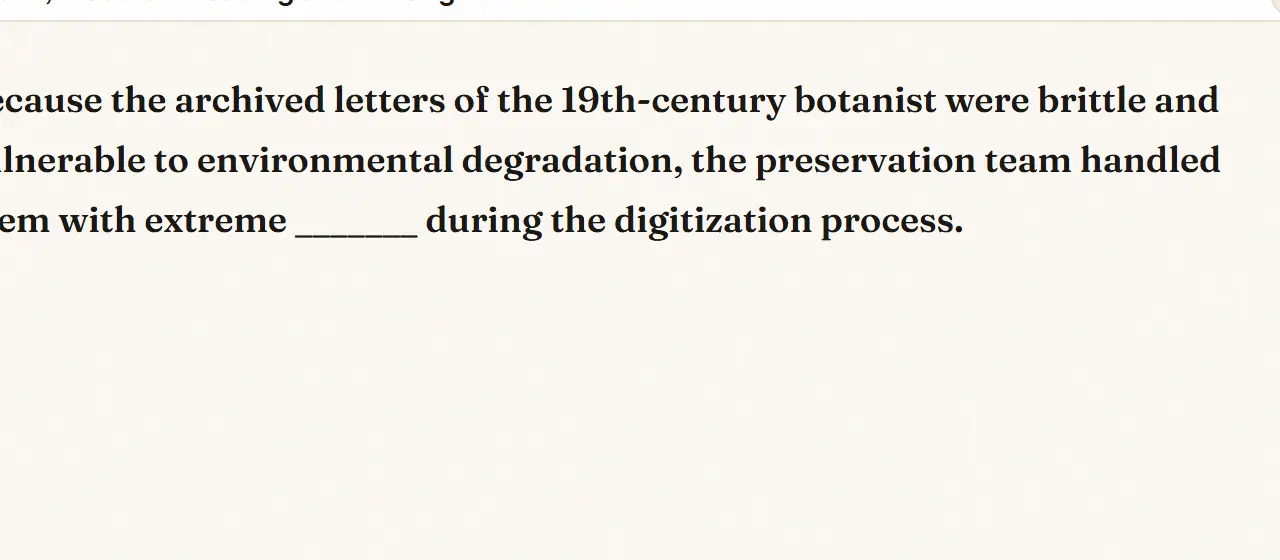 ecause the archived letters of the 19th-century botanist were brittle and
lnerable to environmental degradation, the preservation team handled
em with extreme _______ during the digitization process.